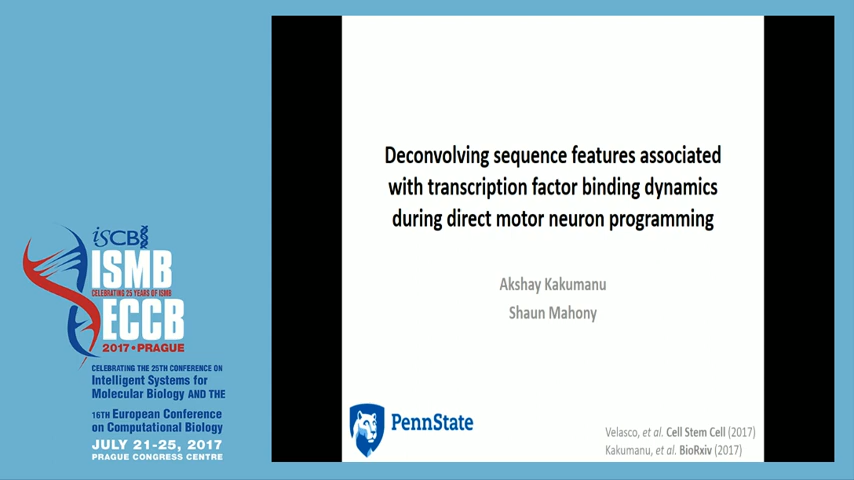 iSCB
ISMB
CELEBRATING 25 YEARS OF ISMB
ECCB
2017 • PRAGUE
CELEBRATING THE 25TH CONFERENCE ON
Intelligent Systems for
Molecular Biology AND THE
16TH European Conference
on Computational Biology
JULY 21-25, 2017
PRAGUE CONGRESS CENTRE
Deconvolving sequence features associated
with transcription factor binding dynamics
during direct motor neuron programming
Akshay Kakumanu
Shaun Mahony
PennState
Velasco, et al. Cell Stem Cell (2017)
Kakumanu, et al. BioRxiv (2017)